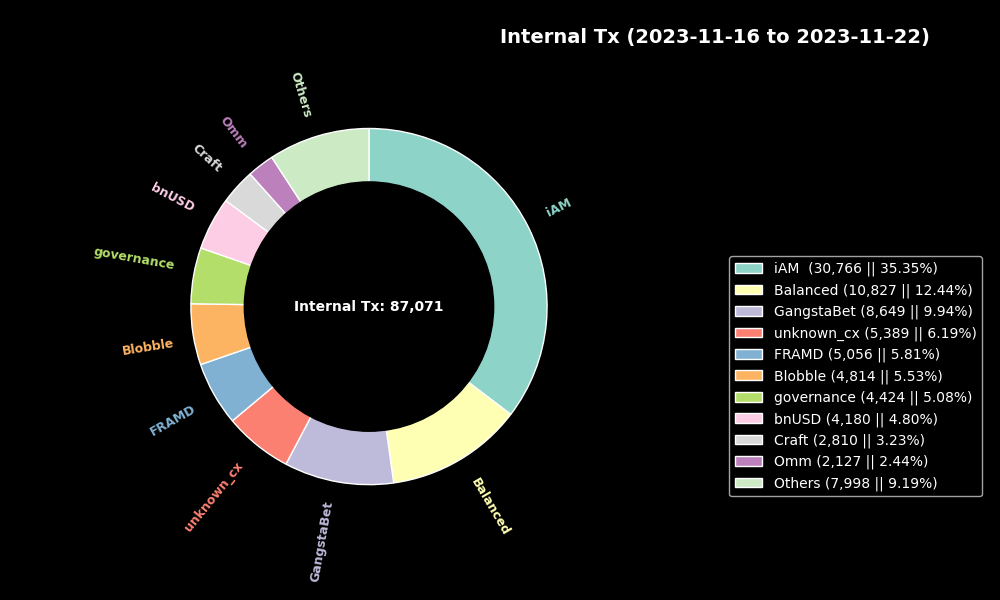 Internal Tx (2023-11-16 to 2023-11-22)
Others
Omm
Craft
bnUSD
governance
Blobble
FRAMD
unknown_cx
GangstaBet
Balanced
iAM
Internal Tx: 87,071
iAM  (30,766 || 35.35%)
Balanced (10,827 || 12.44%)
GangstaBet (8,649 || 9.94%)
unknown_cx (5,389 || 6.19%)
FRAMD (5,056 || 5.81%)
Blobble (4,814 || 5.53%)
governance (4,424 || 5.08%)
bnUSD (4,180 || 4.80%)
Craft (2,810 || 3.23%)
Omm (2,127 || 2.44%)
Others (7,998 || 9.19%)